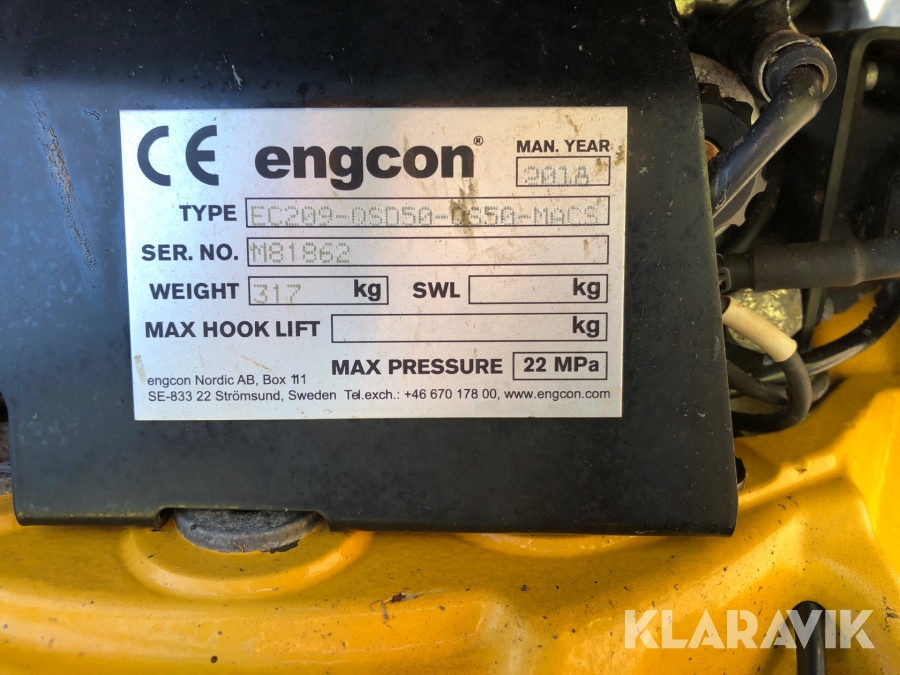 CE engcon® MAN. YEAR
2018
TYPE EC209-QSD50-QS50-MAC3
SER. NO. M81862
WEIGHT 317 kg SWL kg
MAX HOOK LIFT kg
MAX PRESSURE 22 MPa
engcon Nordic AB, Box 111
SE-833 22 Strömsund, Sweden Tel.exch.: +46 670 178 00, www.engcon.com
KLARAVIK